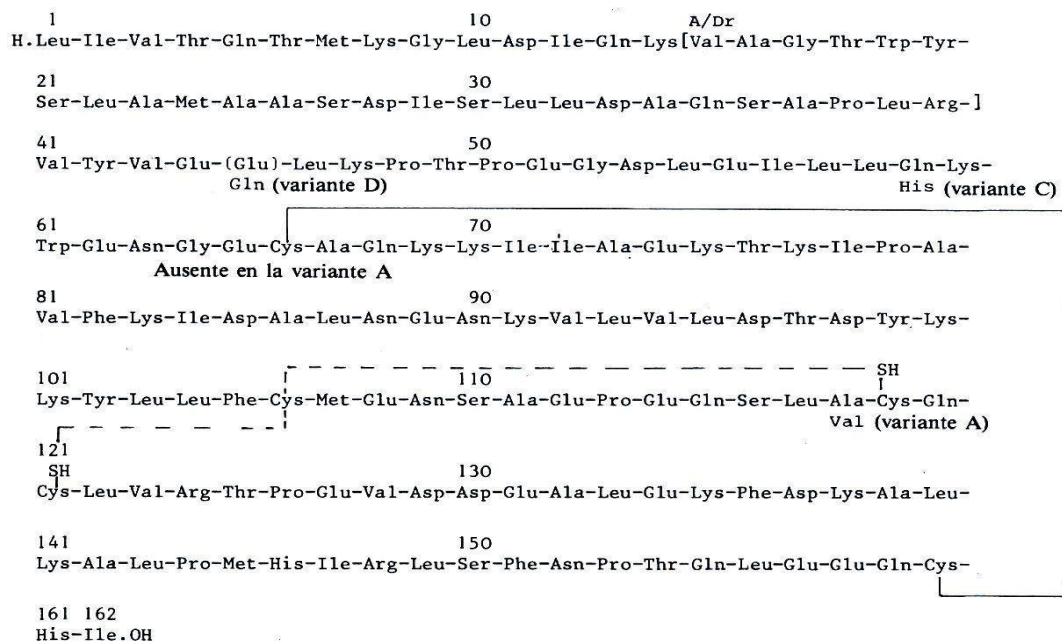 1 10 A/Dr
H.Leu-Ile-Val-Thr-Gln-Thr-Met-Lys-Gly-Leu-Asp-Ile-Gln-Lys[Val-Ala-Gly-Thr-Trp-Tyr-
21 30
Ser-Leu-Ala-Met-Ala-Ala-Ser-Asp-Ile-Ser-Leu-Leu-Asp-Ala-Gln-Ser-Ala-Pro-Leu-Arg-]
41 50
Val-Tyr-Val-Glu-(Glu)-Leu-Lys-Pro-Thr-Pro-Glu-Gly-Asp-Leu-Glu-Ile-Leu-Leu-Gln-Lys-
Gln (variante D) His (variante C)
61 70
Trp-Glu-Asn-Gly-Glu-Cys-Ala-Gln-Lys-Lys-Ile-Ile-Ala-Glu-Lys-Thr-Lys-Ile-Pro-Ala-
Ausente en la variante A
81 90
Val-Phe-Lys-Ile-Asp-Ala-Leu-Asn-Glu-Asn-Lys-Val-Leu-Val-Leu-Asp-Thr-Asp-Tyr-Lys-
101 110 SH
Lys-Tyr-Leu-Leu-Phe-Cys-Met-Glu-Asn-Ser-Ala-Glu-Pro-Glu-Gln-Ser-Leu-Ala-Cys-Gln-
Val (variante A)
121
SH 130
Cys-Leu-Val-Arg-Thr-Pro-Glu-Val-Asp-Asp-Glu-Ala-Leu-Glu-Lys-Phe-Asp-Lys-Ala-Leu-
141 150
Lys-Ala-Leu-Pro-Met-His-Ile-Arg-Leu-Ser-Phe-Asn-Pro-Thr-Gln-Leu-Glu-Glu-Gln-Cys-
161 162
His-Ile.OH